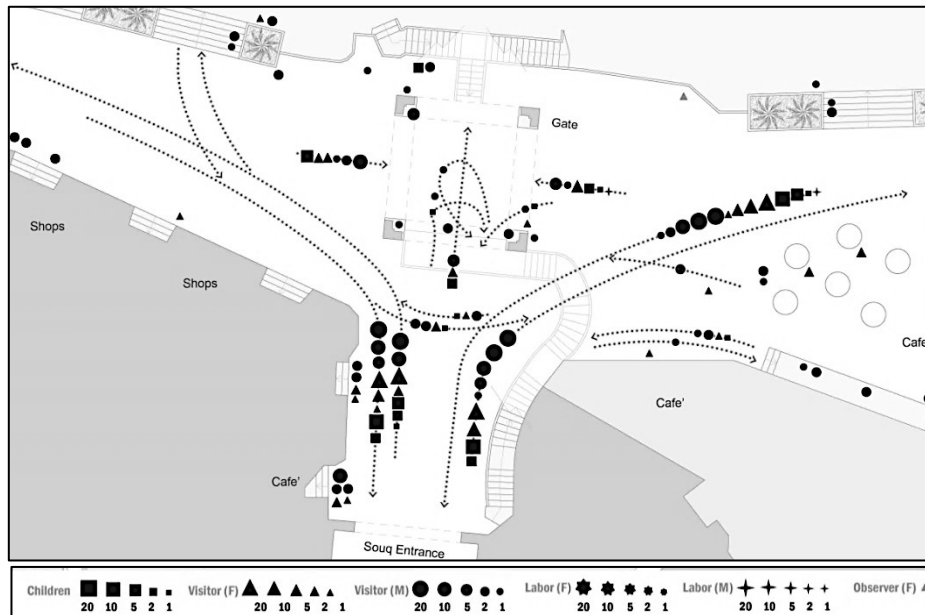 Gate
Shops
Shops
Cafe
Cafe'
Cafe'
Souq Entrance
Children 20 10 5 2 1
Visitor (F) 20 10 5 2 1
Visitor (M) 20 10 5 2 1
Labor (F) 20 10 5 2 1
Labor (M) 20 10 5 2 1
Observer (F)